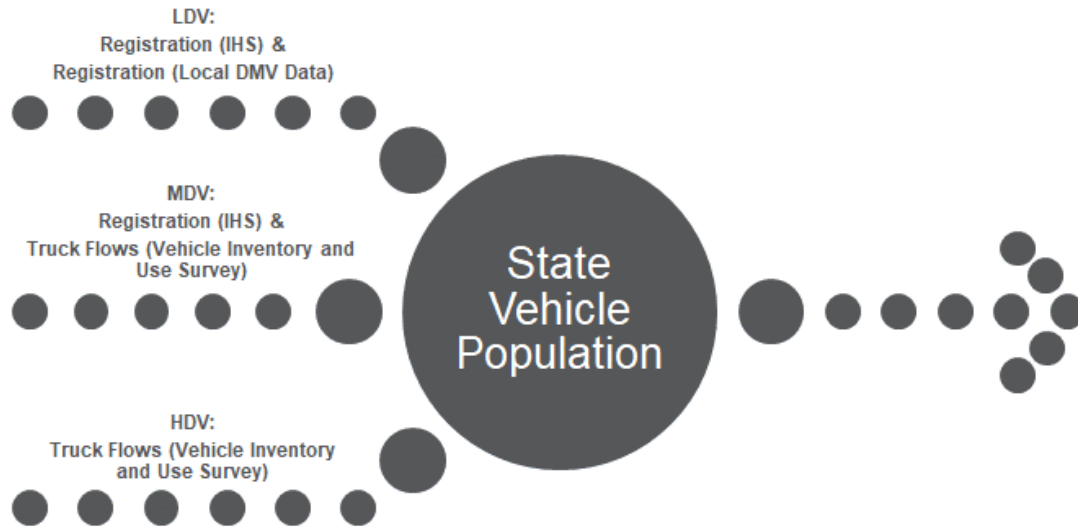 LDV:
Registration (IHS) &
Registration (Local DMV Data)
MDV:
Registration (IHS) &
Truck Flows (Vehicle Inventory and
Use Survey)
HDV:
Truck Flows (Vehicle Inventory
and Use Survey)
State
Vehicle
Population